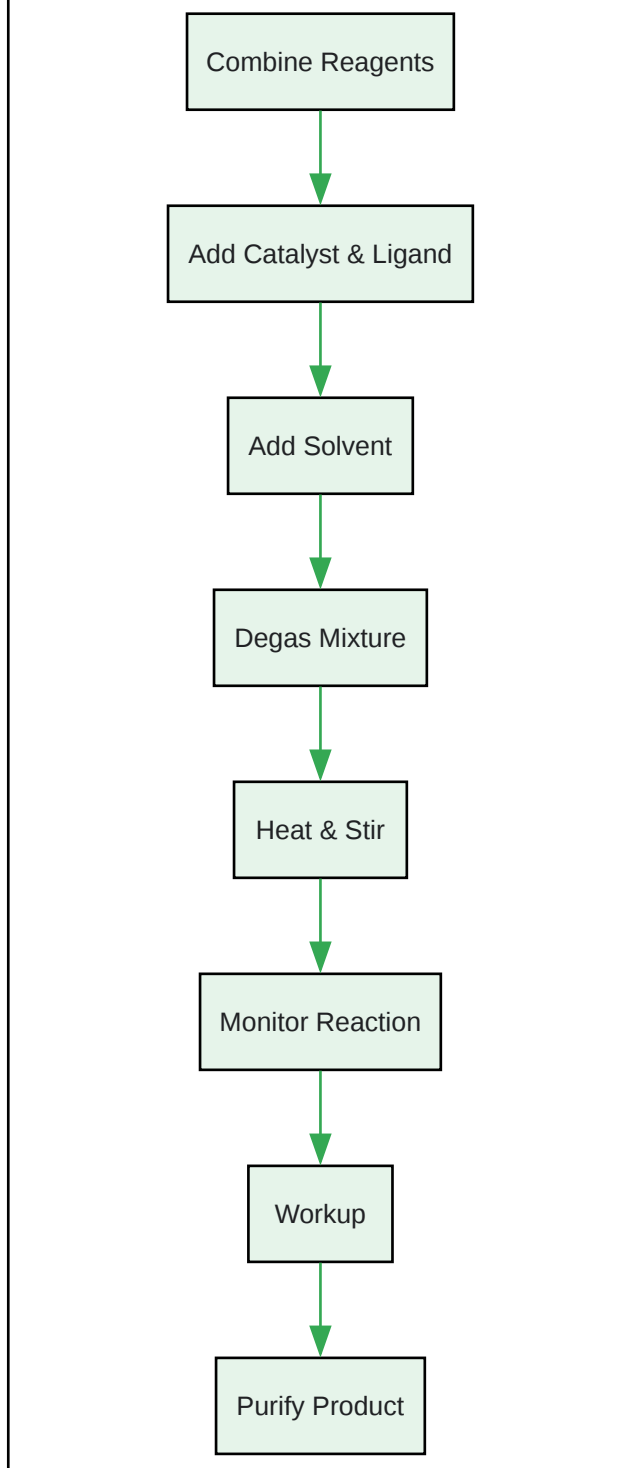 Combine Reagents
Add Catalyst & Ligand
Add Solvent
Degas Mixture
Heat & Stir
Monitor Reaction
Workup
Purify Product